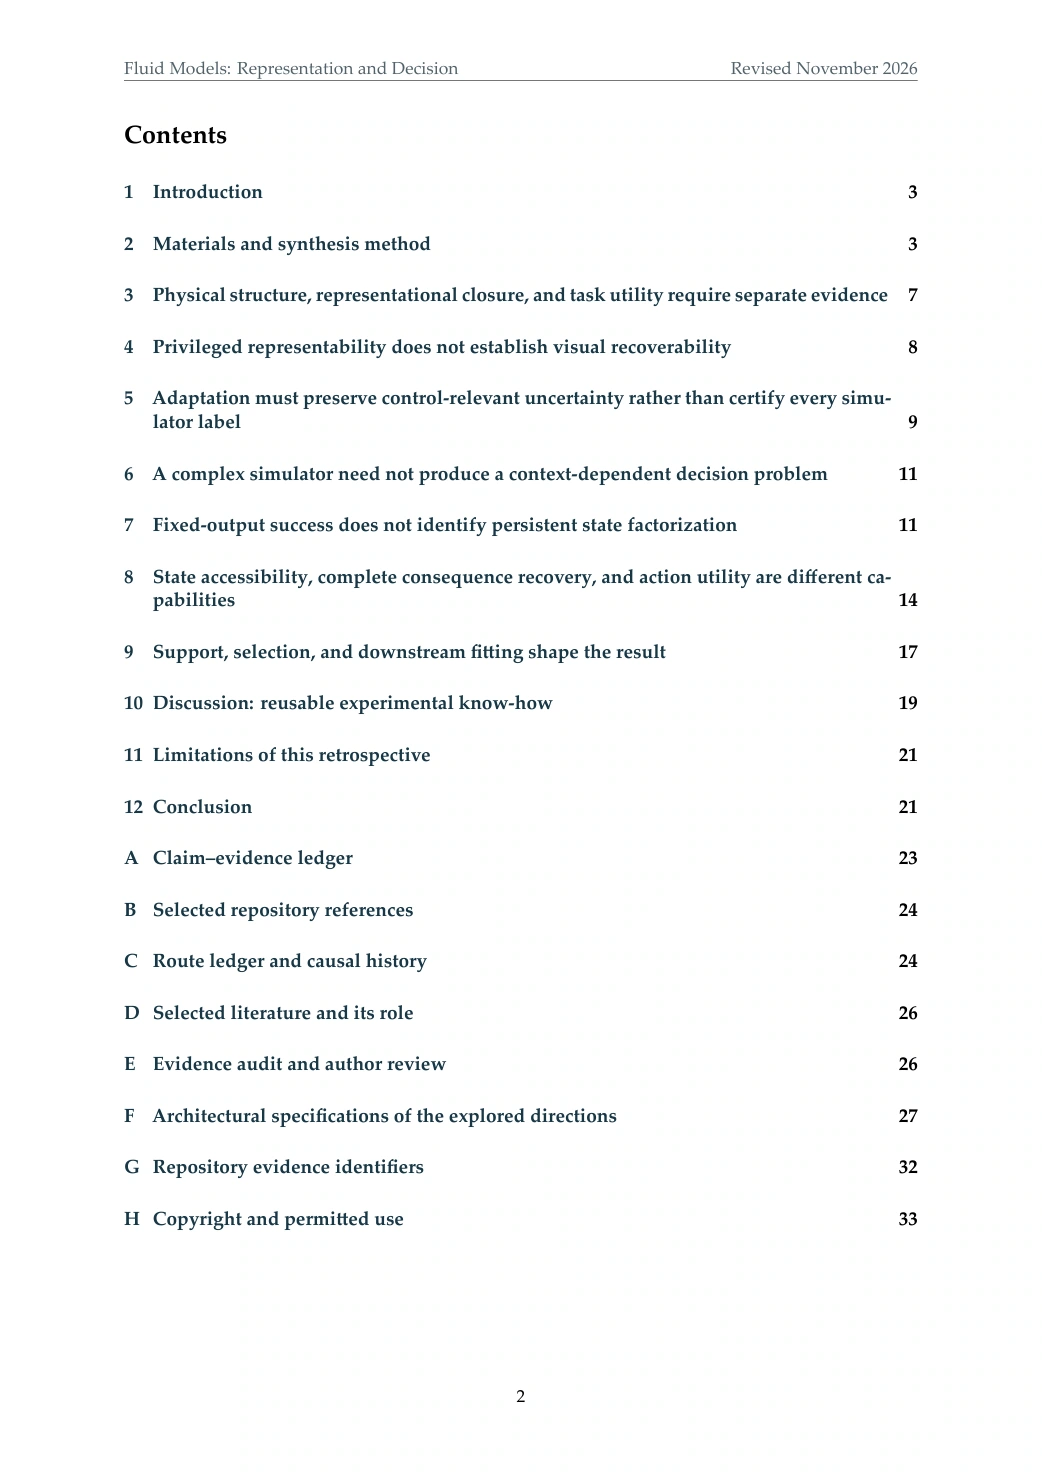 Fluid Models: Representation and Decision Revised November 2026
Contents
1 Introduction 3
2 Materials and synthesis method 3
3 Physical structure, representational closure, and task utility require separate evidence 7
4 Privileged representability does not establish visual recoverability 8
5 Adaptation must preserve control-relevant uncertainty rather than certify every simu-
lator label 9
6 A complex simulator need not produce a context-dependent decision problem 11
7 Fixed-output success does not identify persistent state factorization 11
8 State accessibility, complete consequence recovery, and action utility are different ca-
pabilities 14
9 Support, selection, and downstream fitting shape the result 17
10 Discussion: reusable experimental know-how 19
11 Limitations of this retrospective 21
12 Conclusion 21
A Claim–evidence ledger 23
B Selected repository references 24
C Route ledger and causal history 24
D Selected literature and its role 26
E Evidence audit and author review 26
F Architectural specifications of the explored directions 27
G Repository evidence identifiers 32
H Copyright and permitted use 33
2